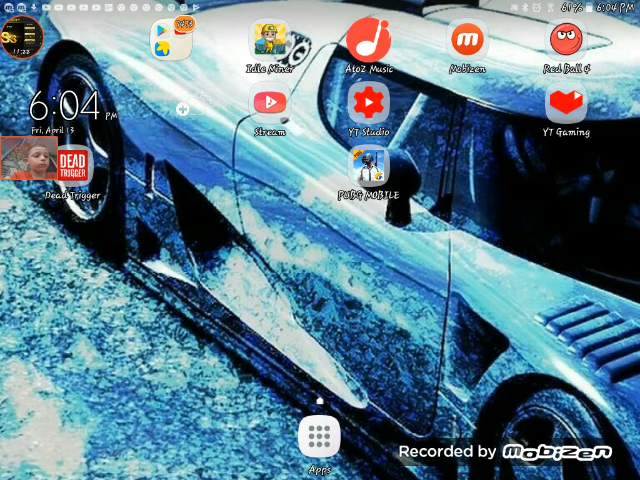 61% 6:04 PM
Idle Miner
AtoZ Music
Mobizen
Red Ball 4
6:04 PM
Fri, April 13
Stream
YT Studio
YT Gaming
DEAD
TRIGGER
Dead Trigger
PUBG MOBILE
Apps
Recorded by Mobizen